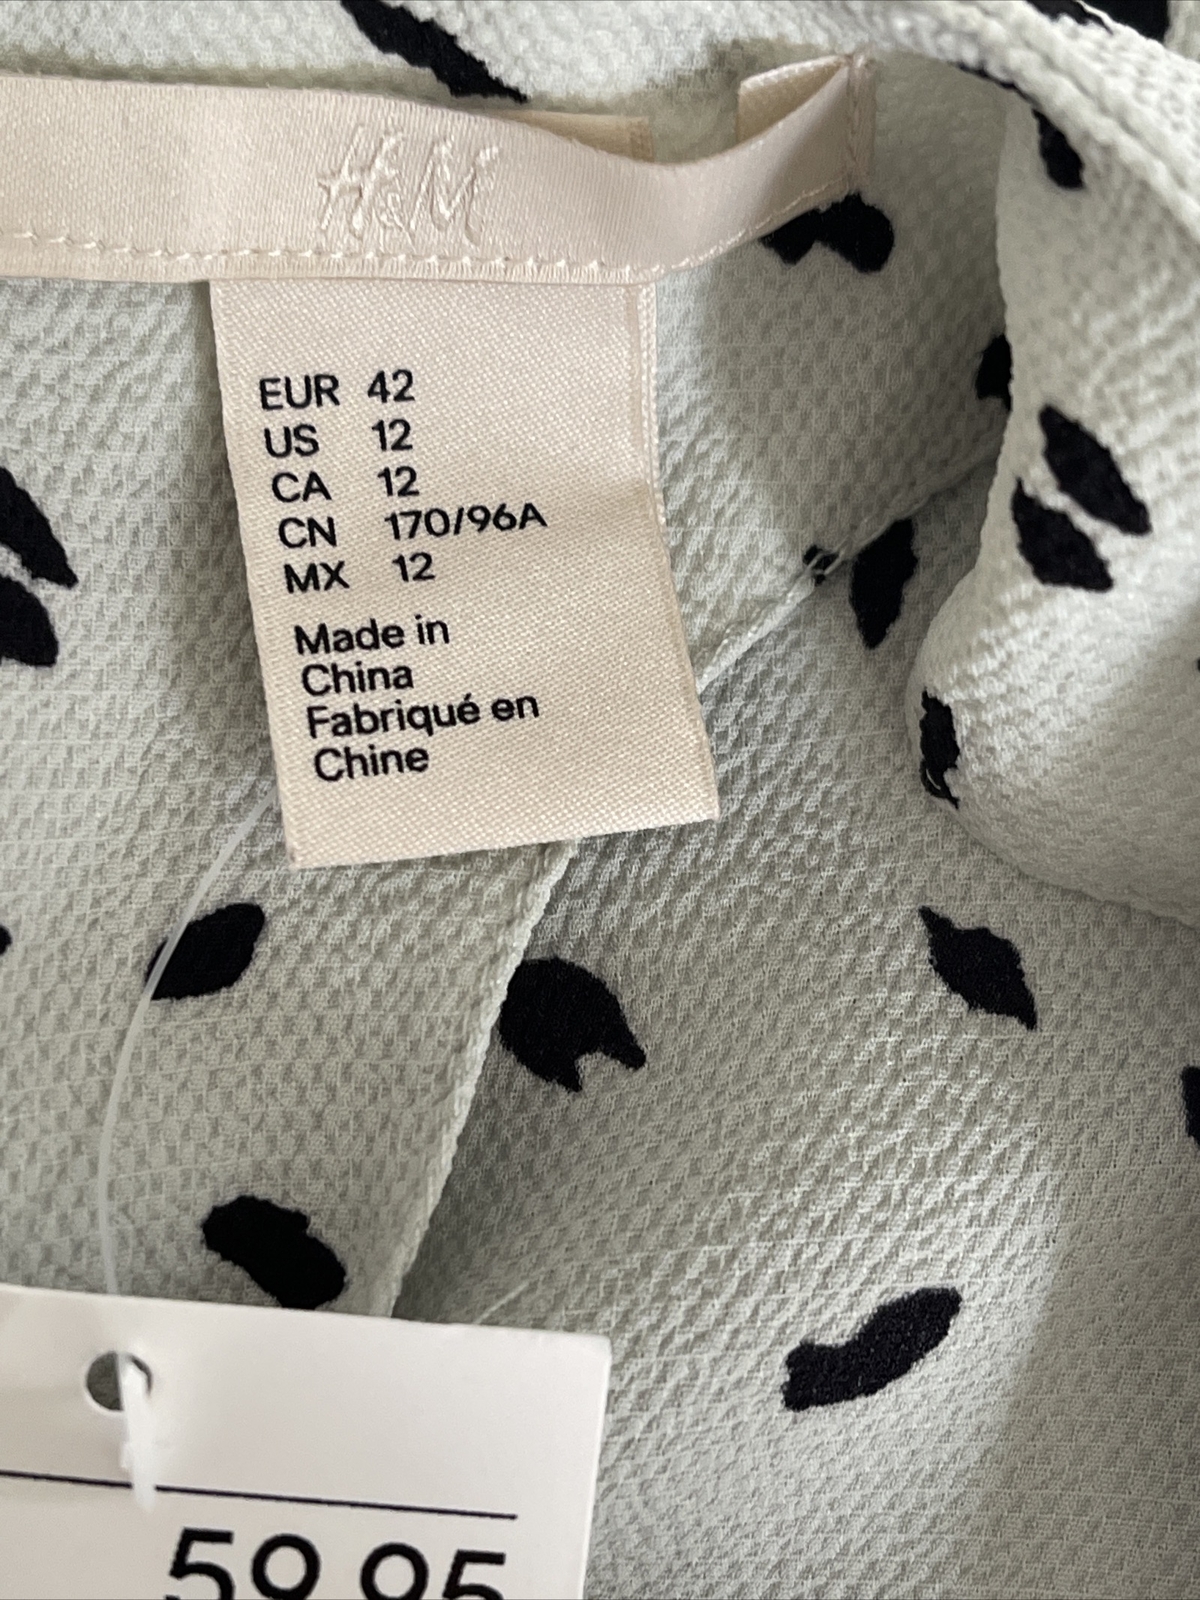 H&M
EUR 42
US 12
CA 12
CN 170/96A
MX 12
Made in
China
Fabriqué en
Chine
59.95